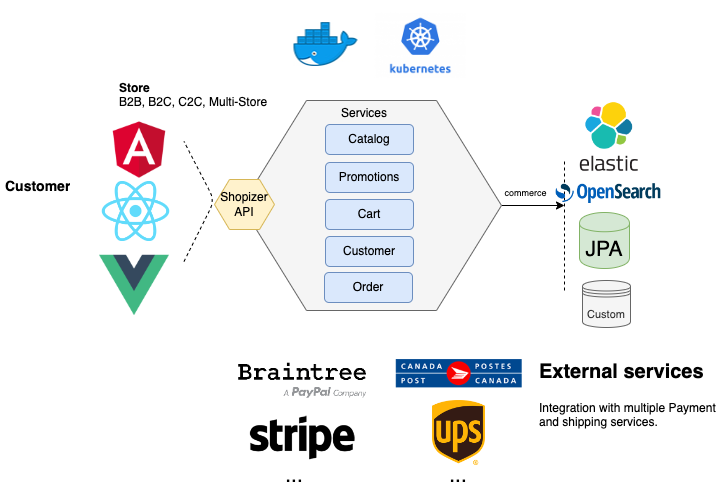 kubernetes
Store
B2B, B2C, C2C, Multi-Store
Services
Catalog
Promotions
Cart
Customer
Order
Customer
Shopizer
API
commerce
elastic
OpenSearch
JPA
Custom
Braintree
A PayPal Company
stripe
...
CANADA POSTES
POST CANADA
ups
...
External services
Integration with multiple Payment
and shipping services.